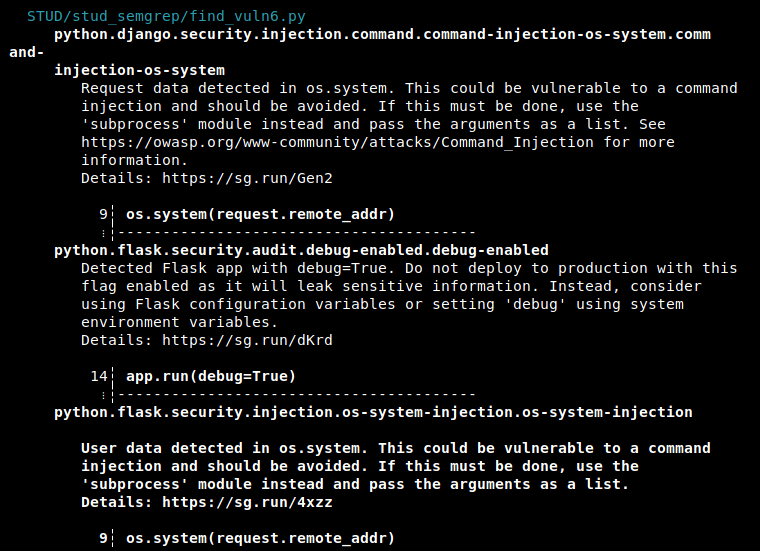 STUD/stud_semgrep/find_vuln6.py
python.django.security.injection.command.command-injection-os-system.comm
and-
injection-os-system
Request data detected in os.system. This could be vulnerable to a command
injection and should be avoided. If this must be done, use the
'subprocess' module instead and pass the arguments as a list. See
https://owasp.org/www-community/attacks/Command_Injection for more
information.
Details: https://sg.run/Gen2
9┆ os.system(request.remote_addr)
⋮┆----------------------------------------
python.flask.security.audit.debug-enabled.debug-enabled
Detected Flask app with debug=True. Do not deploy to production with this
flag enabled as it will leak sensitive information. Instead, consider
using Flask configuration variables or setting 'debug' using system
environment variables.
Details: https://sg.run/dKrd
14┆ app.run(debug=True)
⋮┆----------------------------------------
python.flask.security.injection.os-system-injection.os-system-injection
User data detected in os.system. This could be vulnerable to a command
injection and should be avoided. If this must be done, use the
'subprocess' module instead and pass the arguments as a list.
Details: https://sg.run/4xzz
9┆ os.system(request.remote_addr)